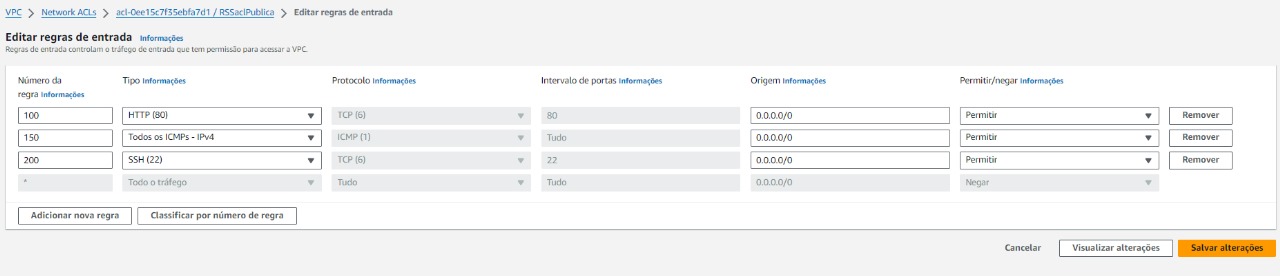 VPC > Network ACLs > acl-0ee15c7f35ebfa7d1 / RSSaclPublica > Editar regras de entrada
Editar regras de entrada Informações
Regras de entrada controlam o tráfego de entrada que tem permissão para acessar a VPC.
Número da regra Informações Tipo Informações Protocolo Informações Intervalo de portas Informações Origem Informações Permitir/negar Informações
100 HTTP (80) TCP (6) 80 0.0.0.0/0 Permitir Remover
150 Todos os ICMPs - IPv4 ICMP (1) Tudo 0.0.0.0/0 Permitir Remover
200 SSH (22) TCP (6) 22 0.0.0.0/0 Permitir Remover
* Todo o tráfego Tudo Tudo 0.0.0.0/0 Negar
Adicionar nova regra Classificar por número de regra
Cancelar Visualizar alterações Salvar alterações